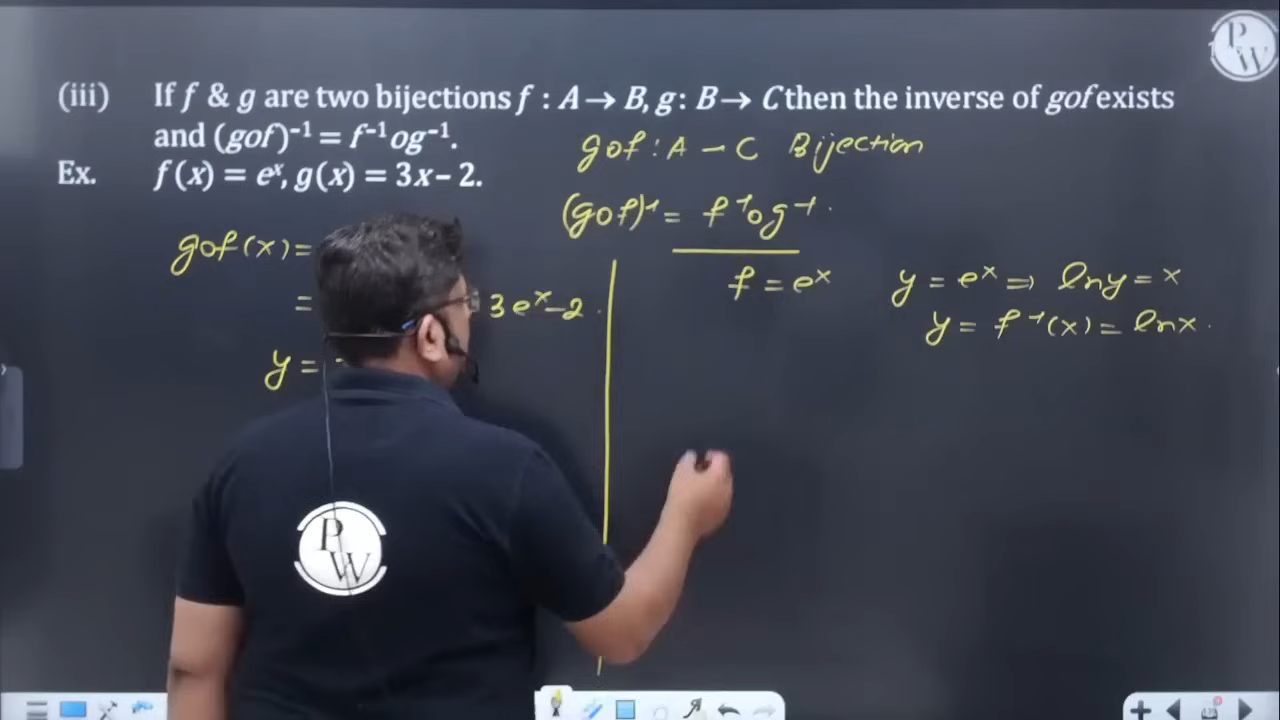 (iii) If f & g are two bijections f : A → B, g : B → C then the inverse of gof exists
and (gof)⁻¹ = f⁻¹og⁻¹.
gof : A – C Bijection
Ex. f(x) = eˣ, g(x) = 3x – 2.
(gof)⁻¹ = f⁻¹og⁻¹.
gof(x) =
= 3eˣ–2.
y =
f = eˣ
y = eˣ ⇒ lny = x
y = f⁻¹(x) = lnx.
P
W
P
W